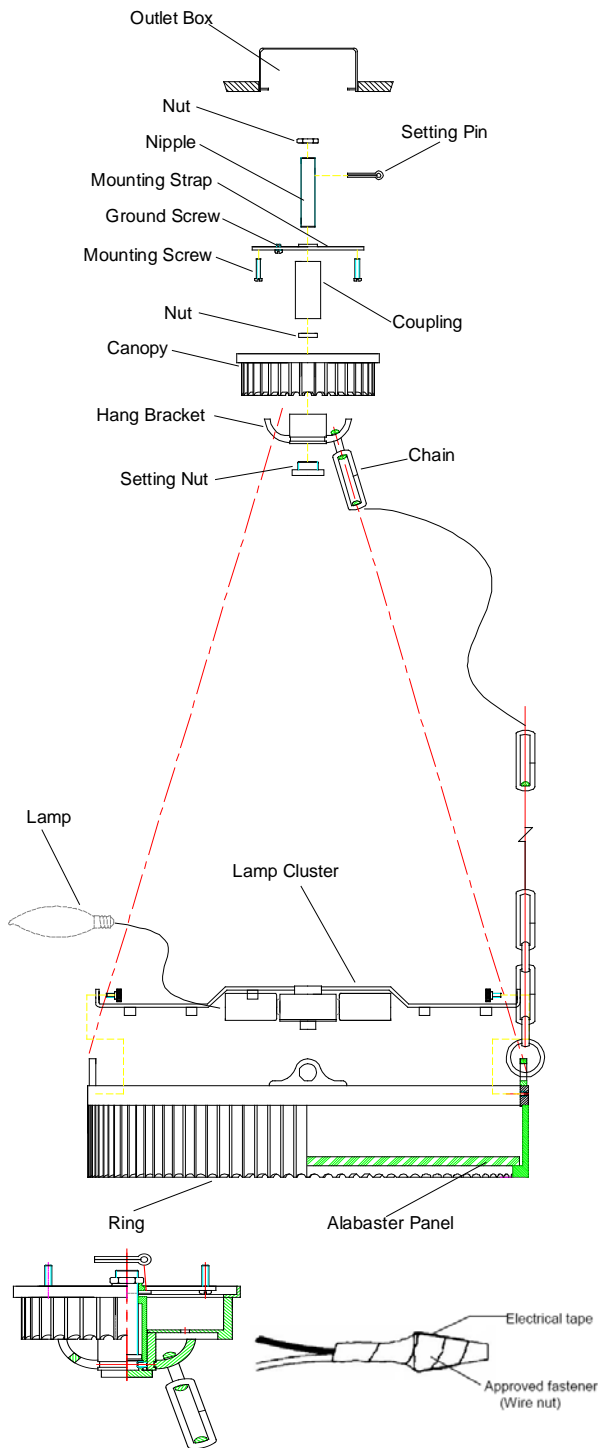 Outlet Box
Nut
Setting Pin
Nipple
Mounting Strap
Ground Screw
Mounting Screw
Coupling
Nut
Canopy
Hang Bracket
Chain
Setting Nut
Lamp
Lamp Cluster
Ring
Alabaster Panel
Electrical tape
Approved fastener
(Wire nut)